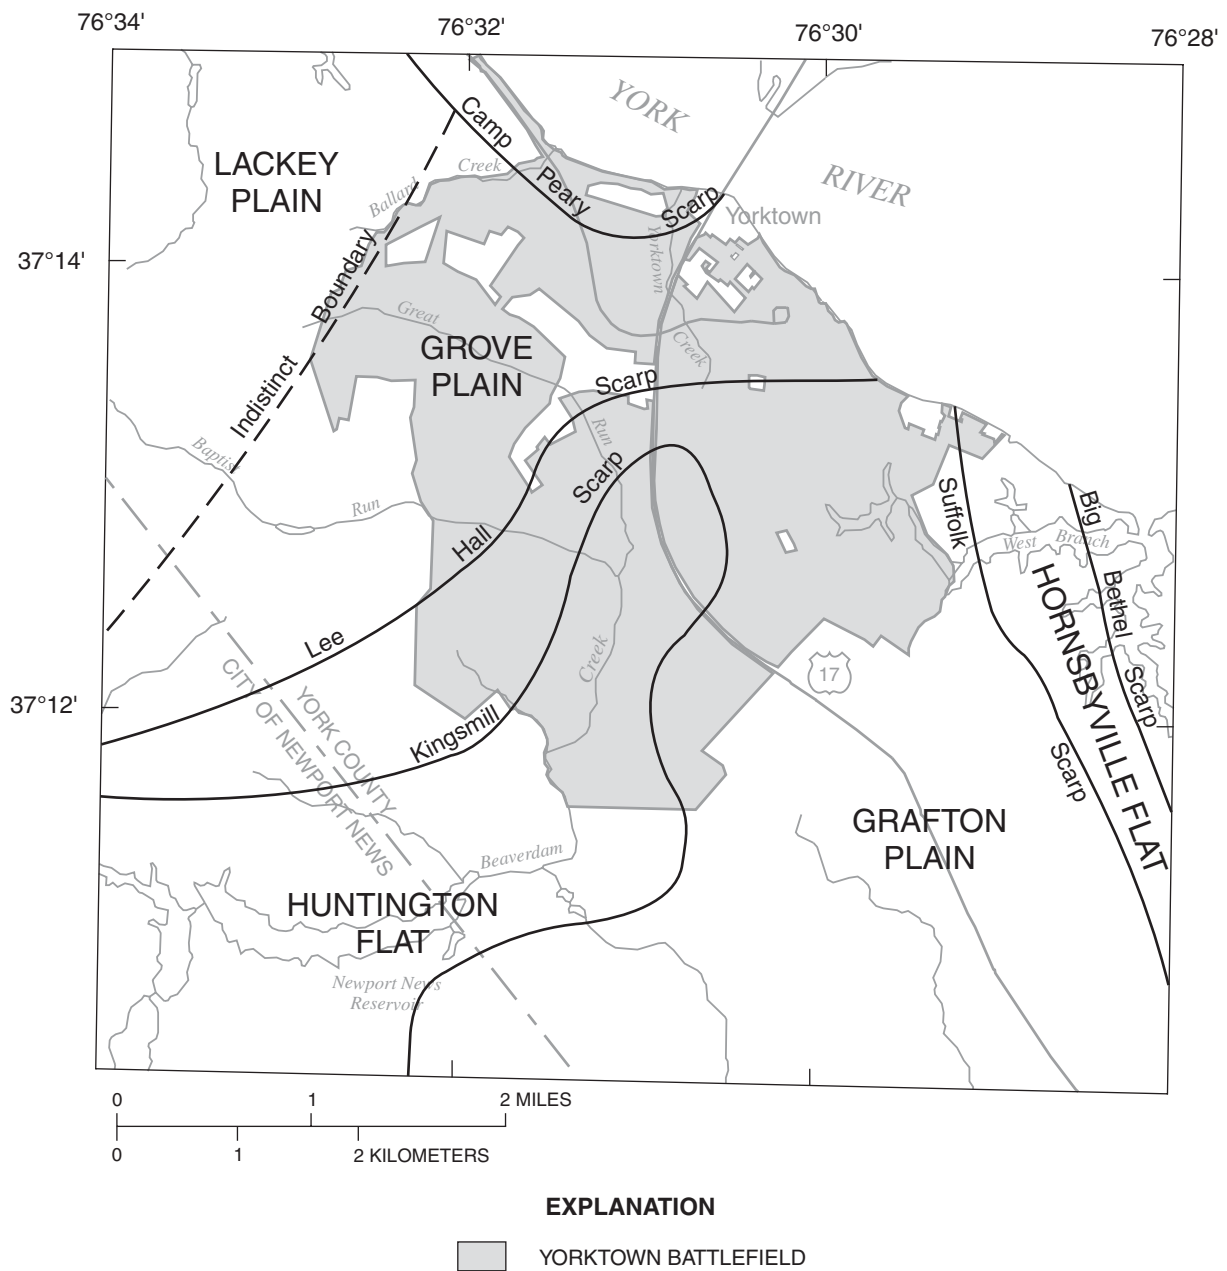 76°34'
76°32'
76°30'
76°28'
YORK
RIVER
Camp
Peary
Scarp
LACKEY
PLAIN
Creek
Ballard
Yorktown
Yorktown
Creek
37°14'
Indistinct
Boundary
Great
Run
GROVE
PLAIN
Scarp
Scarp
Baptist
Run
Hall
Lee
Suffolk
Scarp
Big
Bethel
Scarp
West Branch
HORNSBYVILLE FLAT
37°12'
Creek
17
Kingsmill
YORK COUNTY
CITY OF NEWPORT NEWS
GRAFTON
PLAIN
Beaverdam
HUNTINGTON
FLAT
Newport News
Reservoir
0 1 2 MILES
0 1 2 KILOMETERS
EXPLANATION
YORKTOWN BATTLEFIELD